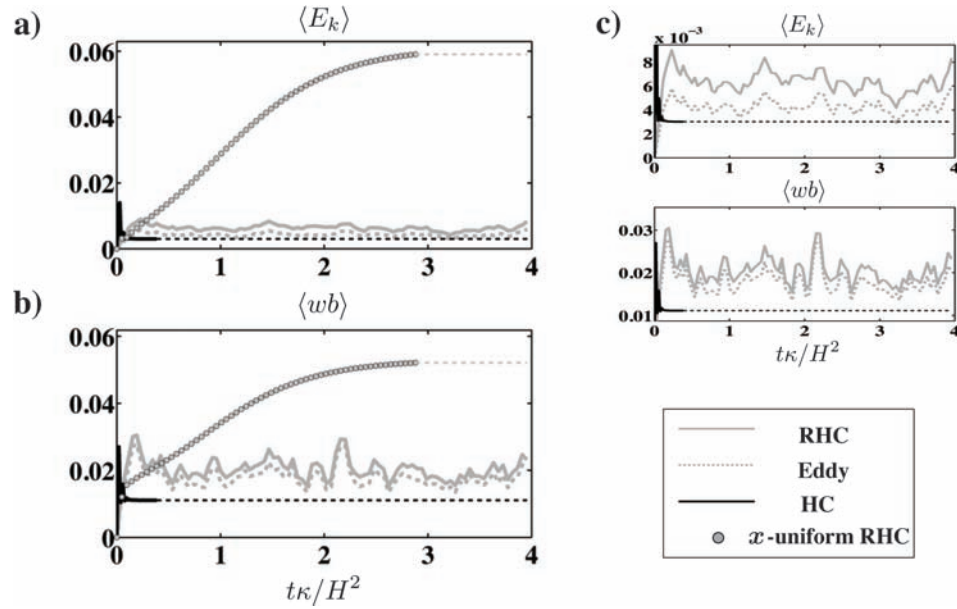 a)
⟨E_k⟩
0.06
0.04
0.02
0
0 1 2 3 4
b)
⟨wb⟩
0.06
0.04
0.02
0
0 1 2 3 4
tκ/H²
c)
⟨E_k⟩
x 10⁻³
8
6
4
2
0
0 1 2 3 4
⟨wb⟩
0.03
0.02
0.01
0 1 2 3 4
tκ/H²
RHC
Eddy
HC
x-uniform RHC